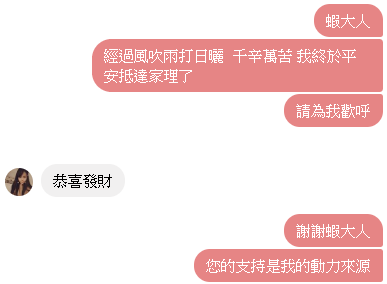 蝦大人
經過風吹雨打日曬  千辛萬苦 我終於平
安抵達家理了
請為我歡呼
恭喜發財
謝謝蝦大人
您的支持是我的動力來源